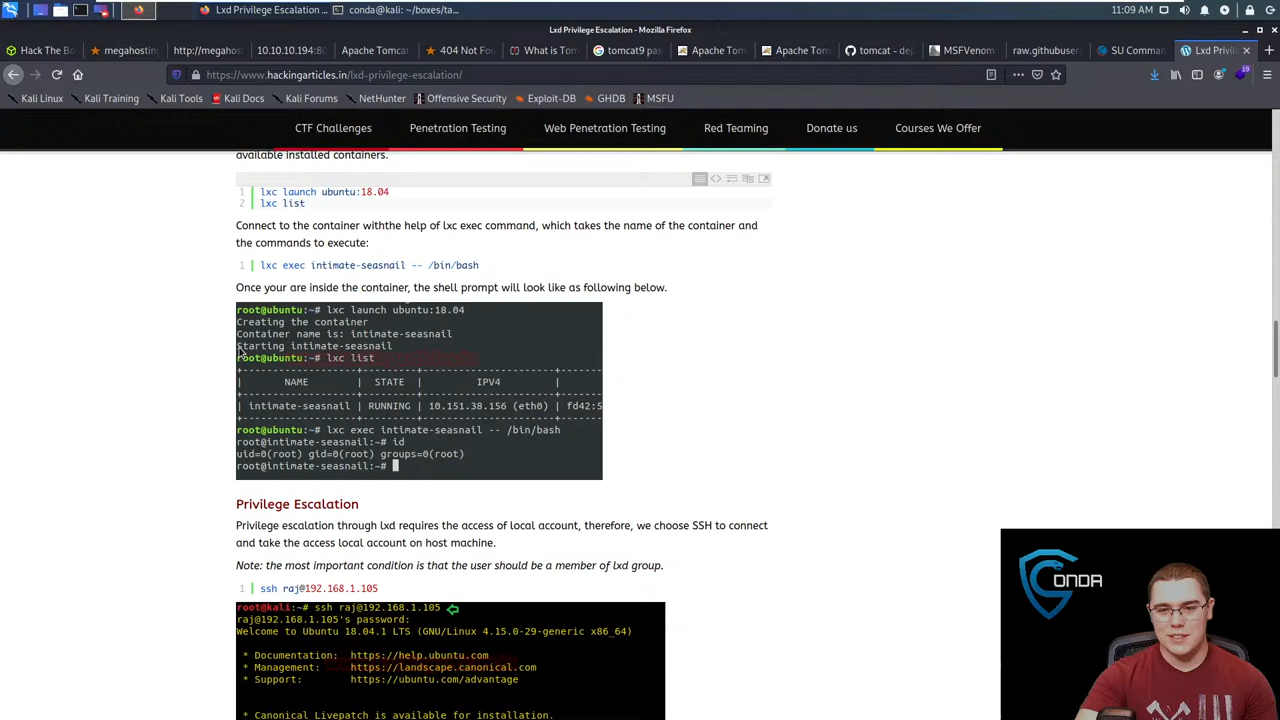 Lxd Privilege Escalation ...
conda@kali: ~/boxes/ta...
11:09 AM
Lxd Privilege Escalation - Mozilla Firefox
Hack The Bo
megahostin
http://megahost
10.10.10.194:80
Apache Tomcat
404 Not Fou
What is Tom
tomcat9 pac
Apache Tom
Apache Tom
tomcat - dep
MSFVenom
raw.githubuserc
SU Comman
Lxd Privil
https://www.hackingarticles.in/lxd-privilege-escalation/
19
Kali Linux
Kali Training
Kali Tools
Kali Docs
Kali Forums
NetHunter
Offensive Security
Exploit-DB
GHDB
MSFU
CTF Challenges
Penetration Testing
Web Penetration Testing
Red Teaming
Donate us
Courses We Offer
available installed containers.
1 lxc launch ubuntu:18.04
2 lxc list
Connect to the container withthe help of lxc exec command, which takes the name of the container and
the commands to execute:
1 lxc exec intimate-seasnail -- /bin/bash
Once your are inside the container, the shell prompt will look like as following below.
root@ubuntu:~# lxc launch ubuntu:18.04
Creating the container
Container name is: intimate-seasnail
Starting intimate-seasnail
root@ubuntu:~# lxc list
| NAME | STATE | IPV4 |
| intimate-seasnail | RUNNING | 10.151.38.156 (eth0) | fd42:5
root@ubuntu:~# lxc exec intimate-seasnail -- /bin/bash
root@intimate-seasnail:~# id
uid=0(root) gid=0(root) groups=0(root)
root@intimate-seasnail:~#
Privilege Escalation
Privilege escalation through lxd requires the access of local account, therefore, we choose SSH to connect
and take the access local account on host machine.
Note: the most important condition is that the user should be a member of lxd group.
1 ssh raj@192.168.1.105
root@kali:~# ssh raj@192.168.1.105
raj@192.168.1.105's password:
Welcome to Ubuntu 18.04.1 LTS (GNU/Linux 4.15.0-29-generic x86_64)
* Documentation: https://help.ubuntu.com
* Management: https://landscape.canonical.com
* Support: https://ubuntu.com/advantage
* Canonical Livepatch is available for installation.
CONDA